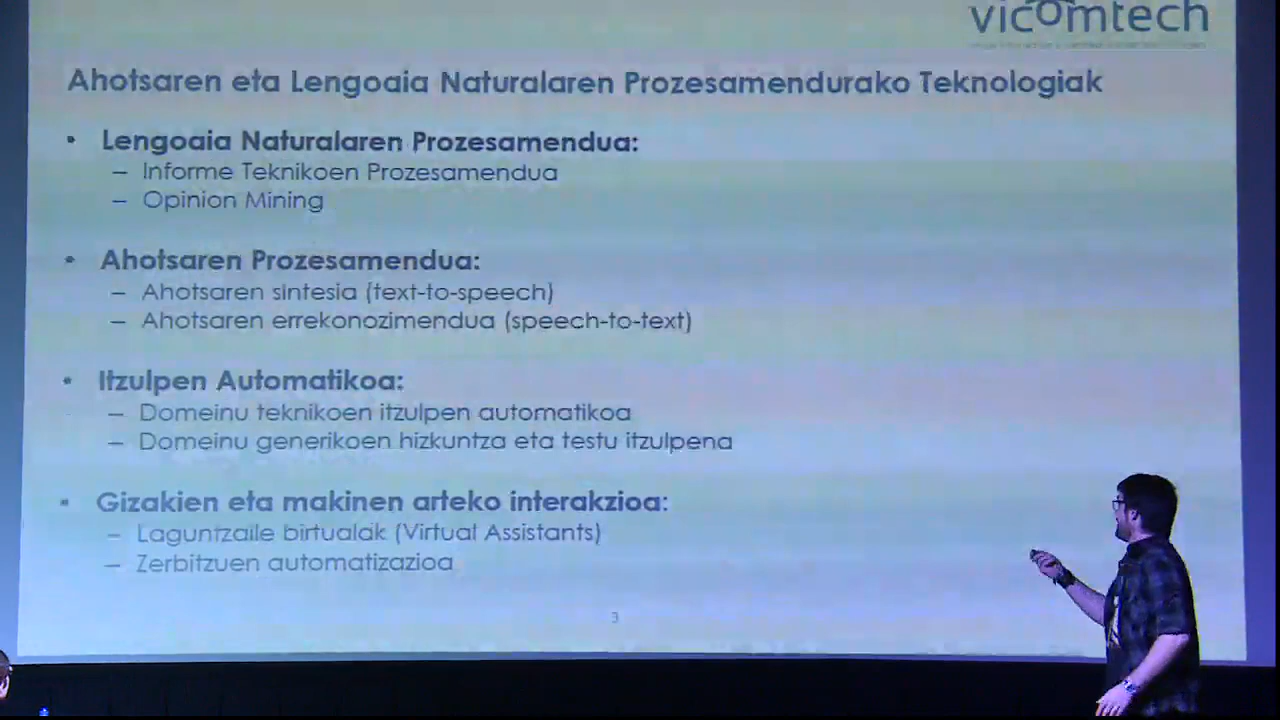 vicomtech
Ahotsaren eta Lengoaia Naturalaren Prozesamendurako Teknologiak
• Lengoaia Naturalaren Prozesamendua:
– Informe Teknikoen Prozesamendua
– Opinion Mining
• Ahotsaren Prozesamendua:
– Ahotsaren sintesia (text-to-speech)
– Ahotsaren errekonozimendua (speech-to-text)
• Itzulpen Automatikoa:
– Domeinu teknikoen itzulpen automatikoa
– Domeinu generikoen hizkuntza eta testu itzulpena
• Gizakien eta makinen arteko interakzioa:
– Laguntzaile birtualak (Virtual Assistants)
– Zerbitzuen automatizazioa
3